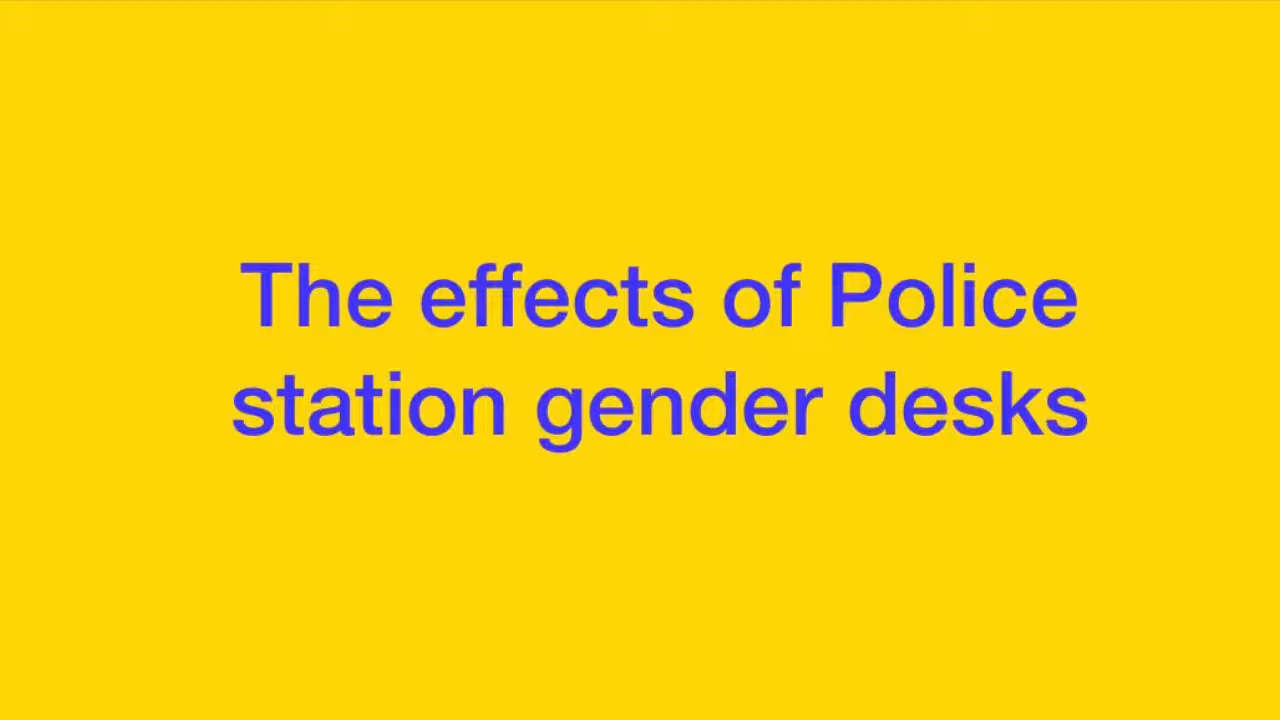 The effects of Police
station gender desks